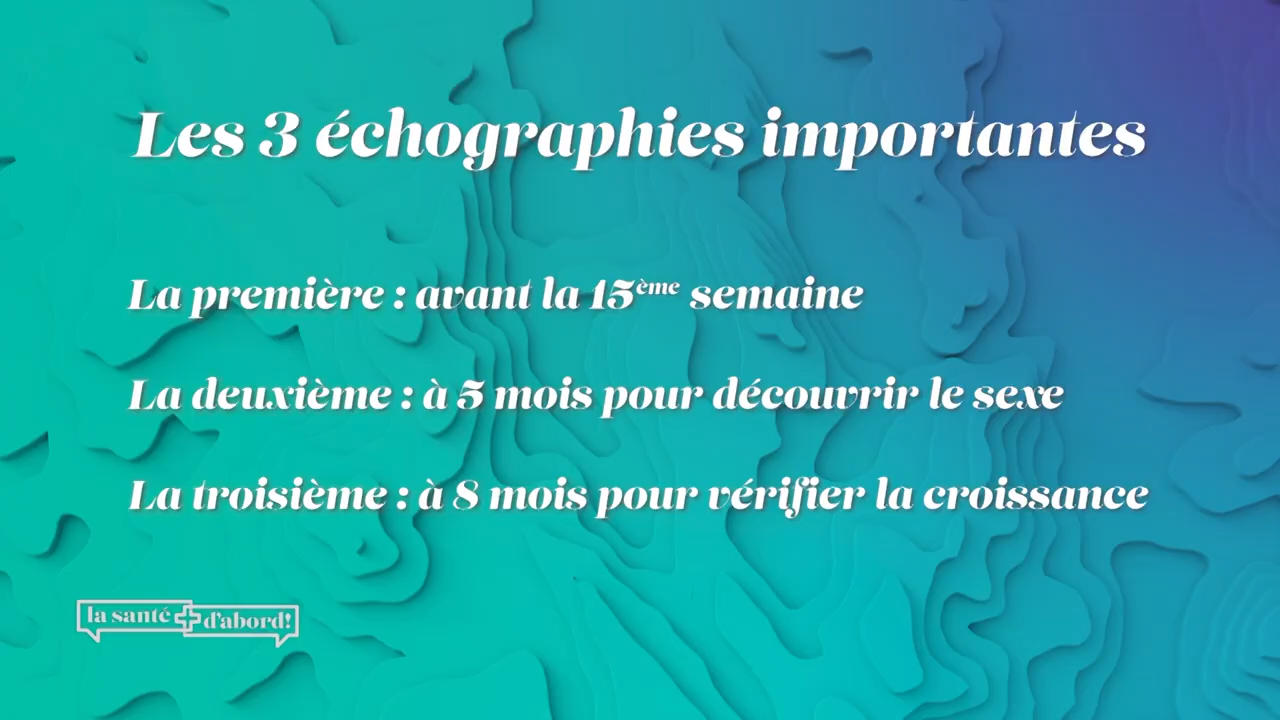 Les 3 échographies importantes
La première : avant la 15ème semaine
La deuxième : à 5 mois pour découvrir le sexe
La troisième : à 8 mois pour vérifier la croissance
la santé + d'abord!